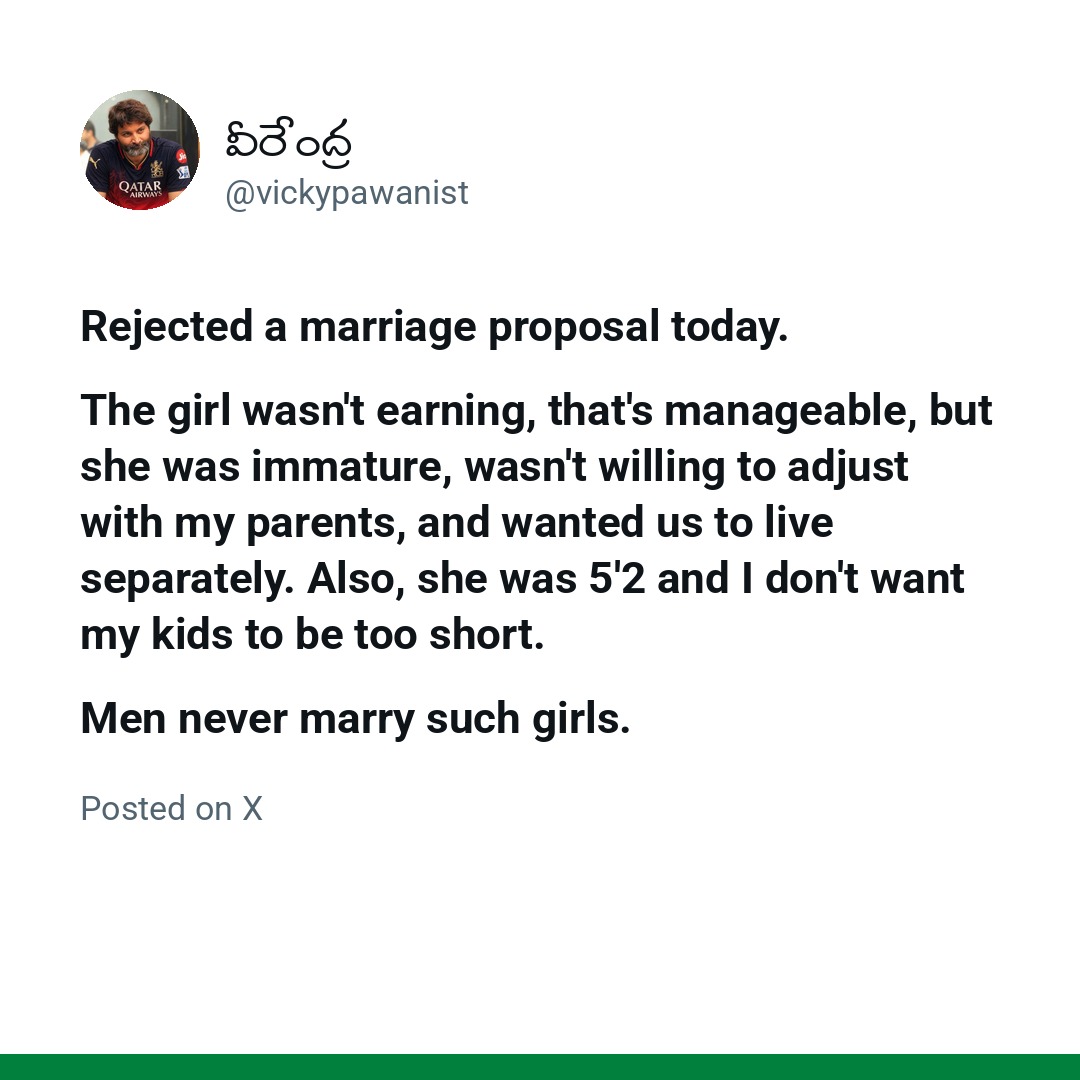 వీరేంద్ర
@vickypawanist
QATAR
AIRWAYS
Rejected a marriage proposal today.
The girl wasn't earning, that's manageable, but
she was immature, wasn't willing to adjust
with my parents, and wanted us to live
separately. Also, she was 5'2 and I don't want
my kids to be too short.
Men never marry such girls.
Posted on X